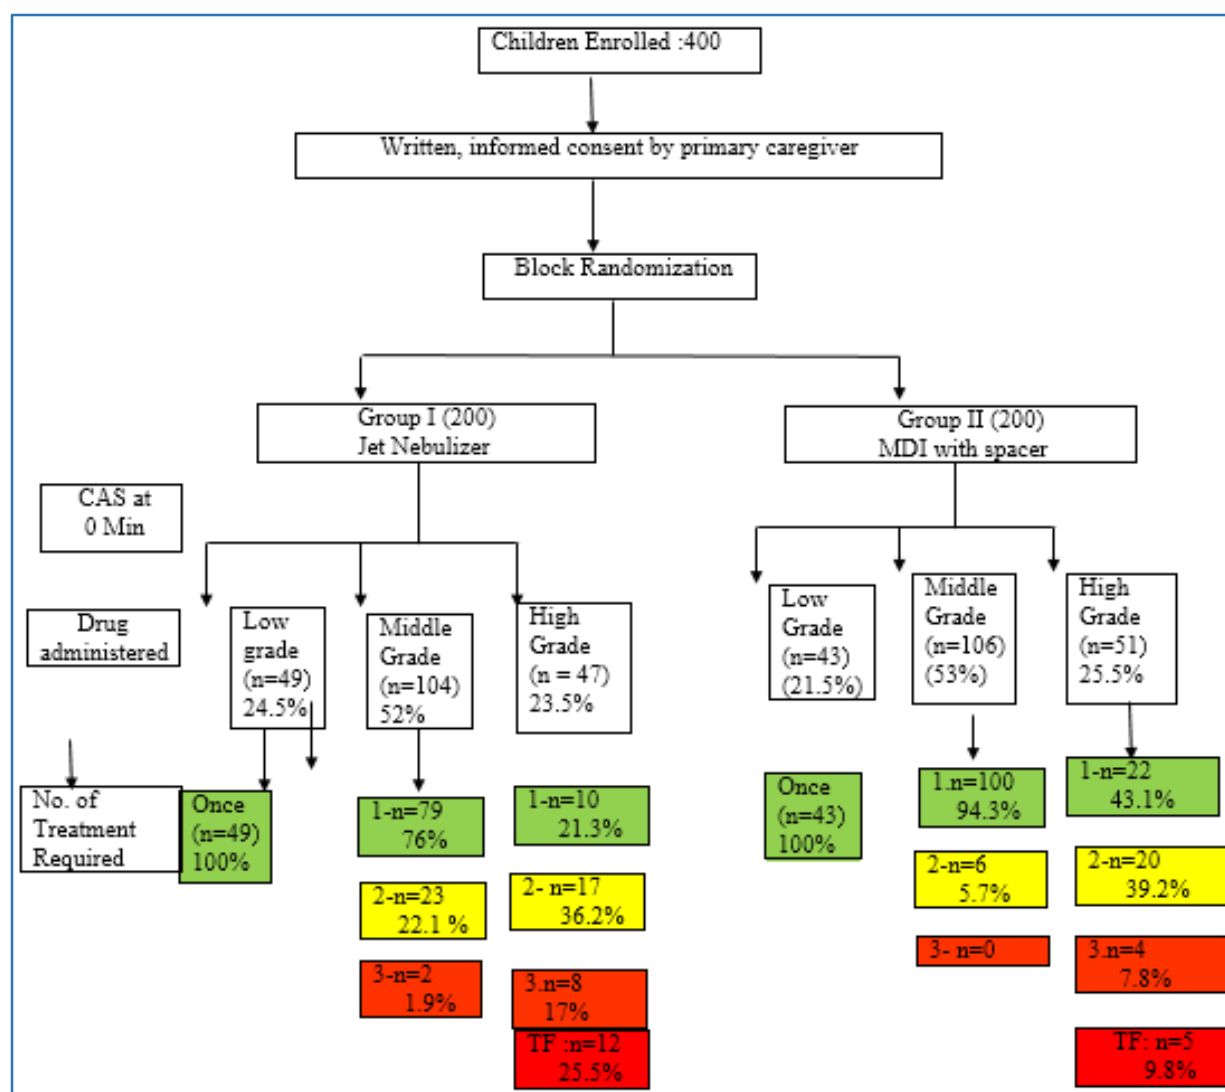 Children Enrolled :400
Written, informed consent by primary caregiver
Block Randomization
Group I (200)
Jet Nebulizer
Group II (200)
MDI with spacer
CAS at
0 Min
Drug
administered
Low
grade
(n=49)
24.5%
Middle
Grade
(n=104)
52%
High
Grade
(n = 47)
23.5%
Low
Grade
(n=43)
(21.5%)
Middle
Grade
(n=106)
(53%)
High
Grade
(n=51)
25.5%
No. of
Treatment
Required
Once
(n=49)
100%
1-n=79
76%
1-n=10
21.3%
Once
(n=43)
100%
1.n=100
94.3%
1-n=22
43.1%
2-n=23
22.1 %
2- n=17
36.2%
2-n=6
5.7%
2-n=20
39.2%
3-n=2
1.9%
3.n=8
17%
3- n=0
3.n=4
7.8%
TF :n=12
25.5%
TF: n=5
9.8%